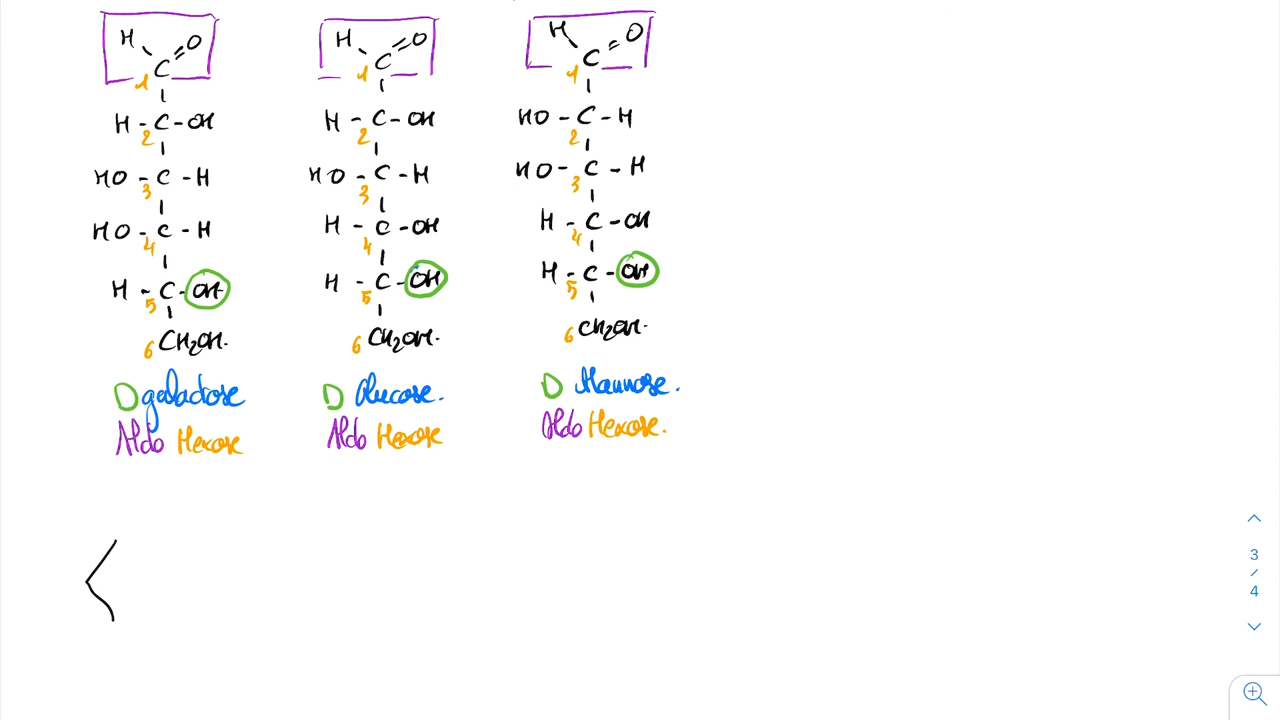 H O H O H O
C C C
1 1 1
H - C - OH H - C - OH HO - C - H
2 2 2
HO - C - H HO - C - H HO - C - H
3 3 3
HO - C - H H - C - OH H - C - OH
4 4 4
H - C - OH H - C - OH H - C - OH
5 5 5
6 CH2OH. 6 CH2OH. 6 CH2OH.
D galactose D Glucose. D Mannose.
Aldo Hexose Aldo Hexose Aldo Hexose.
3
/
4